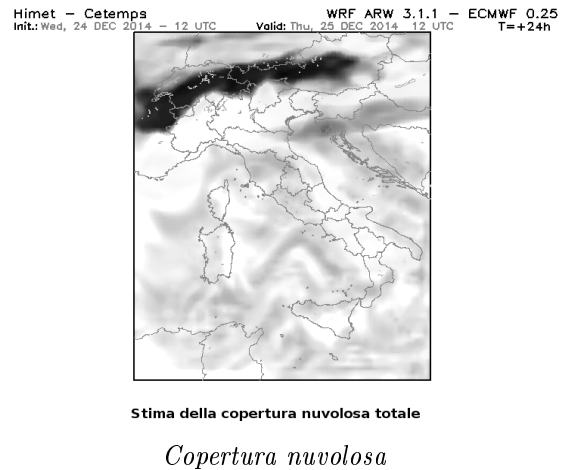 Himet – Cetemps WRF ARW 3.1.1 – ECMWF 0.25
Init.: Wed, 24 DEC 2014 – 12 UTC Valid: Thu, 25 DEC 2014 12 UTC T=+24h
Stima della copertura nuvolosa totale
Copertura nuvolosa